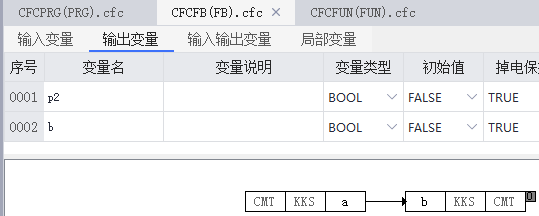 CFCPRG(PRG).cfc CFCFB(FB).cfc × CFCFUN(FUN).cfc
输入变量 输出变量 输入输出变量 局部变量
序号 变量名 变量说明 变量类型 初始值 掉电保
0001 p2 BOOL FALSE TRUE
0002 b BOOL FALSE TRUE
CMT KKS a b KKS CMT 0